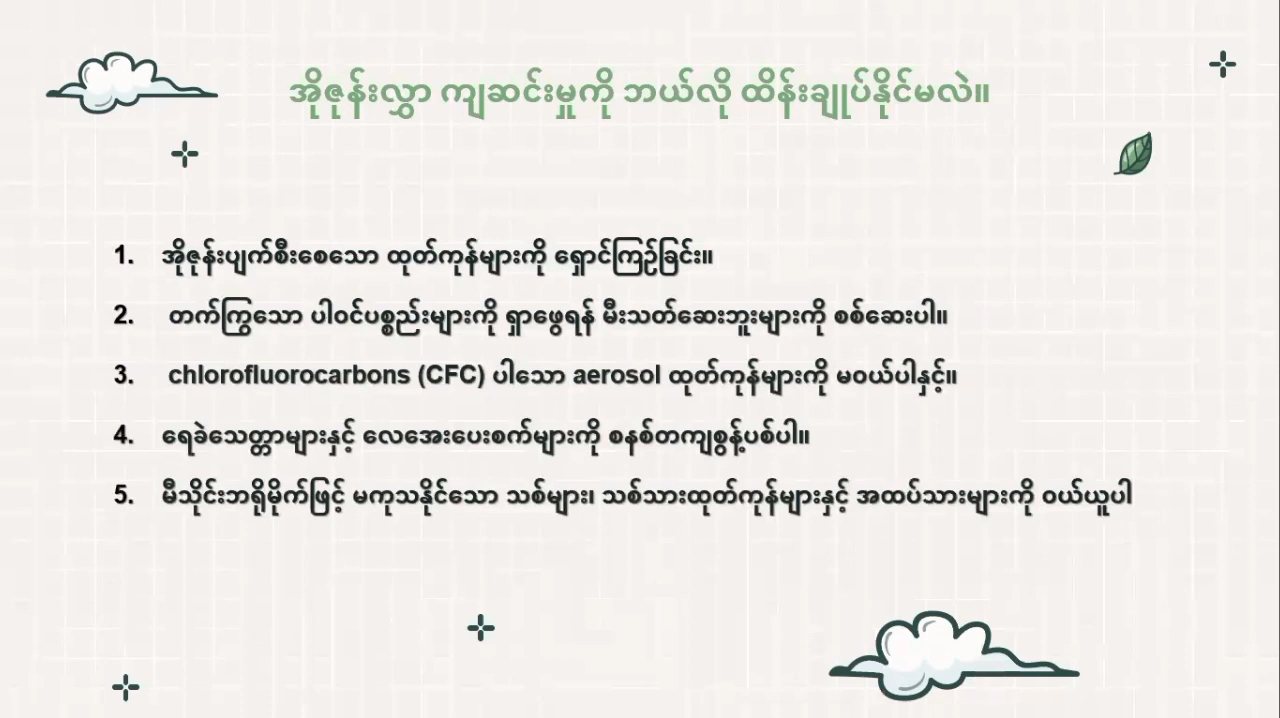 အိုဇုန်းလွှာ ကျဆင်းမှုကို ဘယ်လို ထိန်းချုပ်နိုင်မလဲ။
1. အိုဇုန်းပျက်စီးစေသော ထုတ်ကုန်များကို ရှောင်ကြဉ်ခြင်း။
2. တက်ကြွသော ပါဝင်ပစ္စည်းများကို ရှာဖွေရန် မီးသတ်ဆေးဘူးများကို စစ်ဆေးပါ။
3. chlorofluorocarbons (CFC) ပါသော aerosol ထုတ်ကုန်များကို မဝယ်ပါနှင့်။
4. ရေခဲသေတ္တာများနှင့် လေအေးပေးစက်များကို စနစ်တကျစွန့်ပစ်ပါ။
5. မီသိုင်းဘရိုမိုက်ဖြင့် မကုသနိုင်သော သစ်များ၊ သစ်သားထုတ်ကုန်များနှင့် အထပ်သားများကို ဝယ်ယူပါ